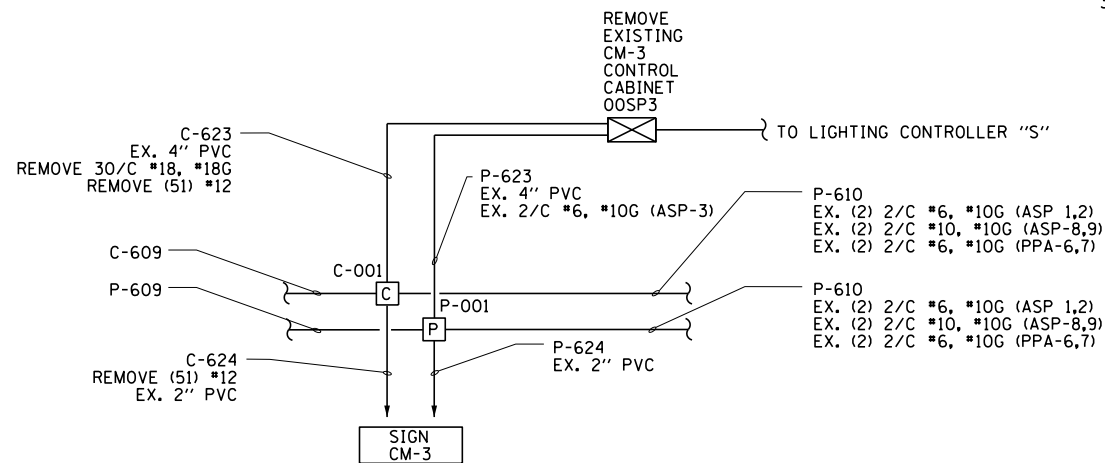 REMOVE
EXISTING
CM-3
CONTROL
CABINET
OOSP3
TO LIGHTING CONTROLLER "S"
C-623
EX. 4" PVC
REMOVE 30/C #18, #18G
REMOVE (51) #12
P-623
EX. 4" PVC
EX. 2/C #6, #10G (ASP-3)
P-610
EX. (2) 2/C #6, #10G (ASP 1,2)
EX. (2) 2/C #10, #10G (ASP-8,9)
EX. (2) 2/C #6, #10G (PPA-6,7)
C-609
C-001
C
P-609
P-001
P
P-610
EX. (2) 2/C #6, #10G (ASP 1,2)
EX. (2) 2/C #10, #10G (ASP-8,9)
EX. (2) 2/C #6, #10G (PPA-6,7)
C-624
REMOVE (51) #12
EX. 2" PVC
P-624
EX. 2" PVC
SIGN
CM-3